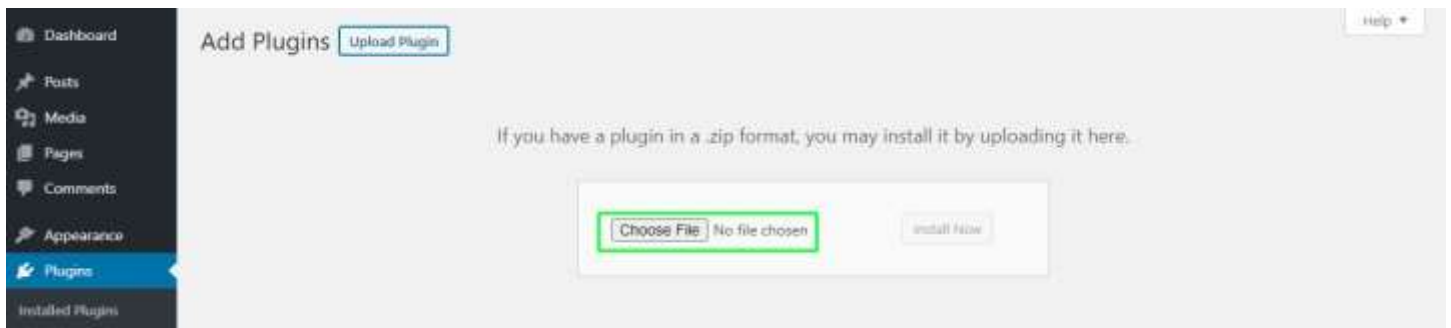 Dashboard
Posts
Media
Pages
Comments
Appearance
Plugins
Installed Plugins
Add Plugins Upload Plugin
Help
If you have a plugin in a .zip format, you may install it by uploading it here.
Choose File No file chosen
Install Now